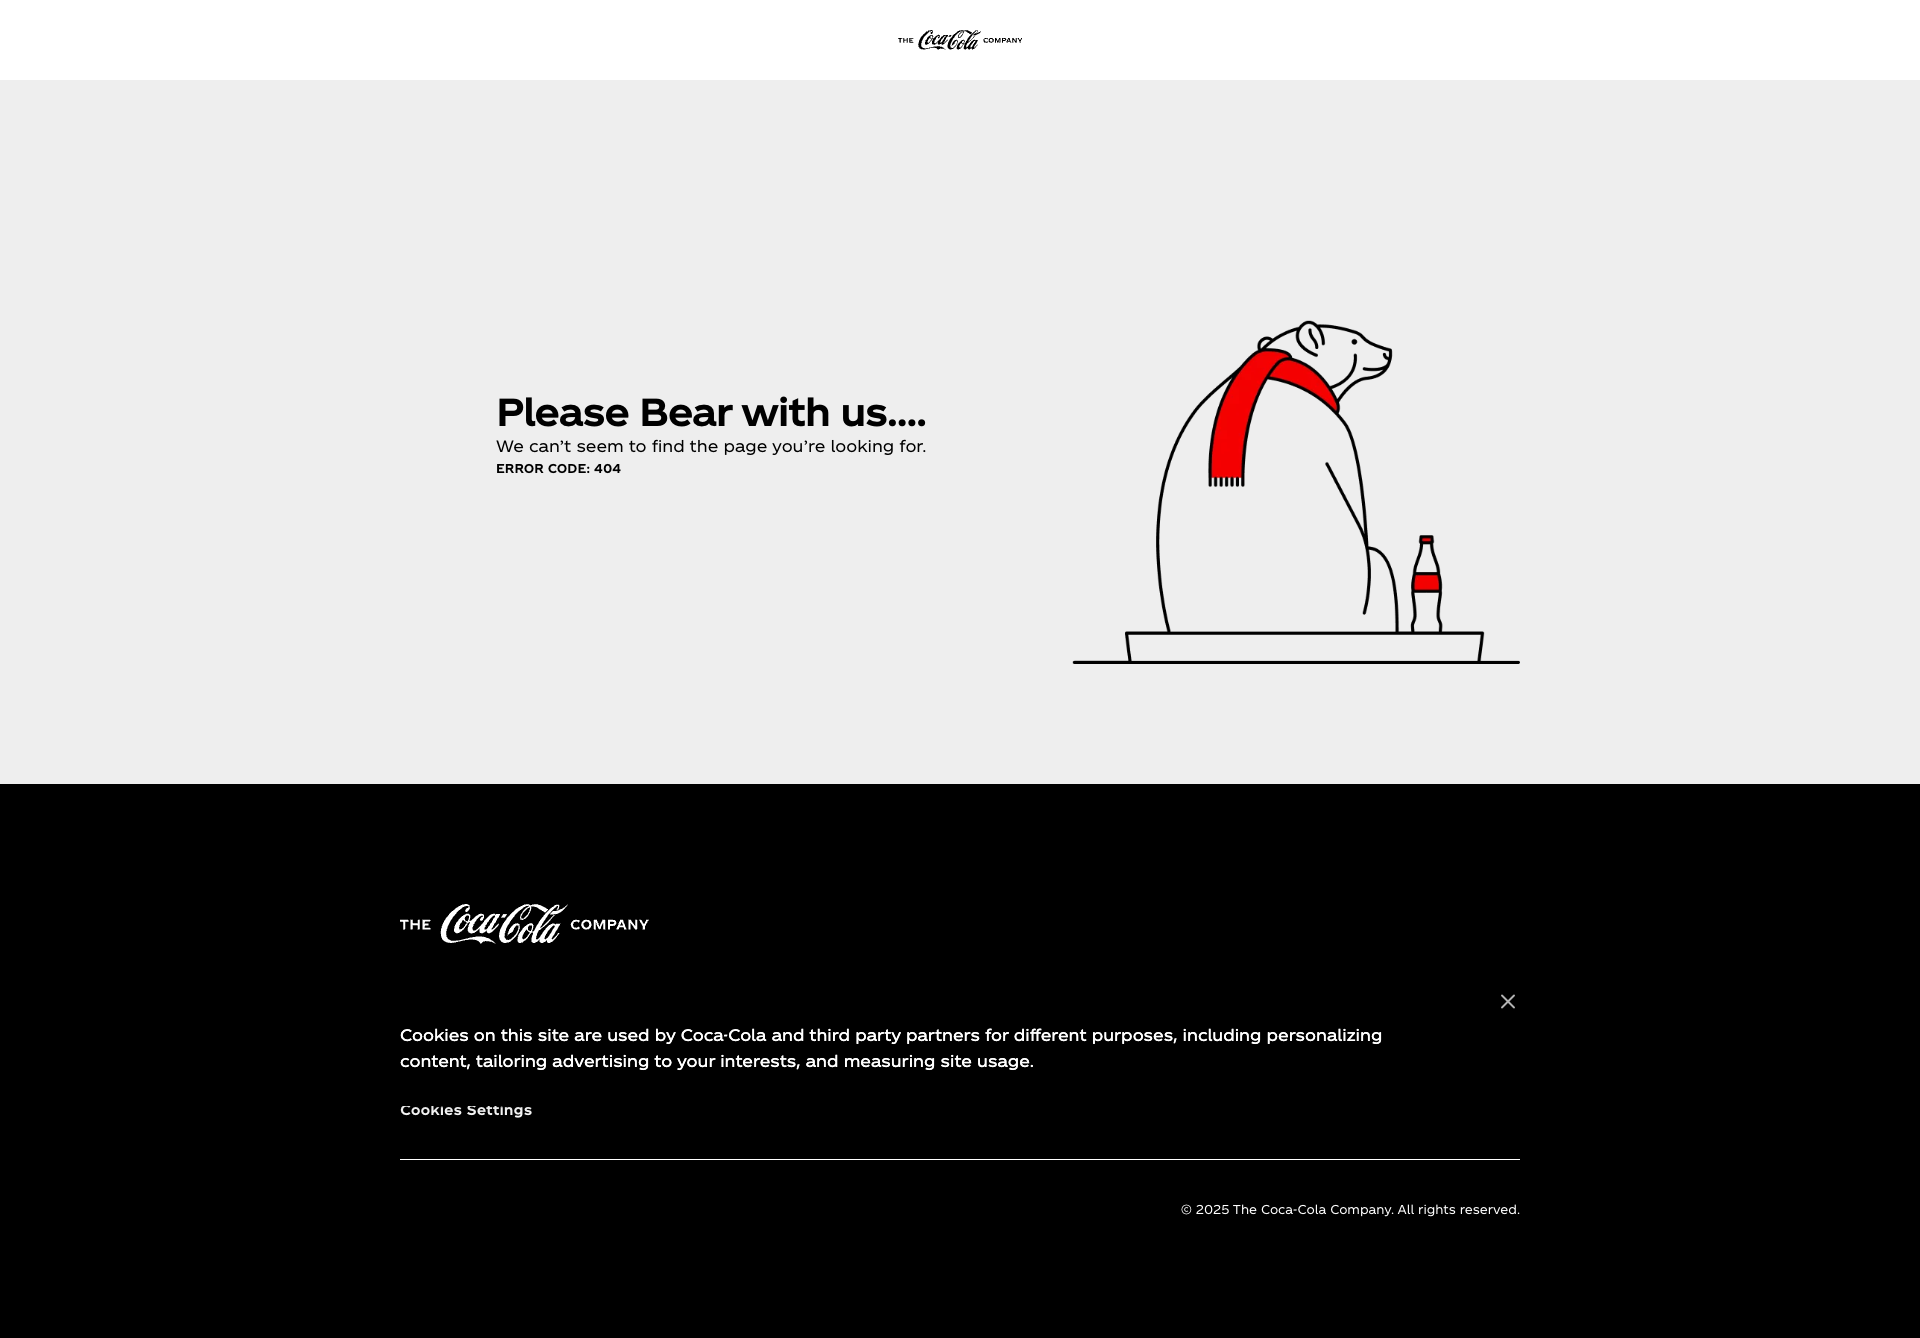 THE Coca-Cola COMPANY
Please Bear with us....
We can’t seem to find the page you’re looking for.
ERROR CODE: 404
THE Coca-Cola COMPANY
Cookies on this site are used by Coca-Cola and third party partners for different purposes, including personalizing
content, tailoring advertising to your interests, and measuring site usage.
Cookies Settings
© 2025 The Coca-Cola Company. All rights reserved.